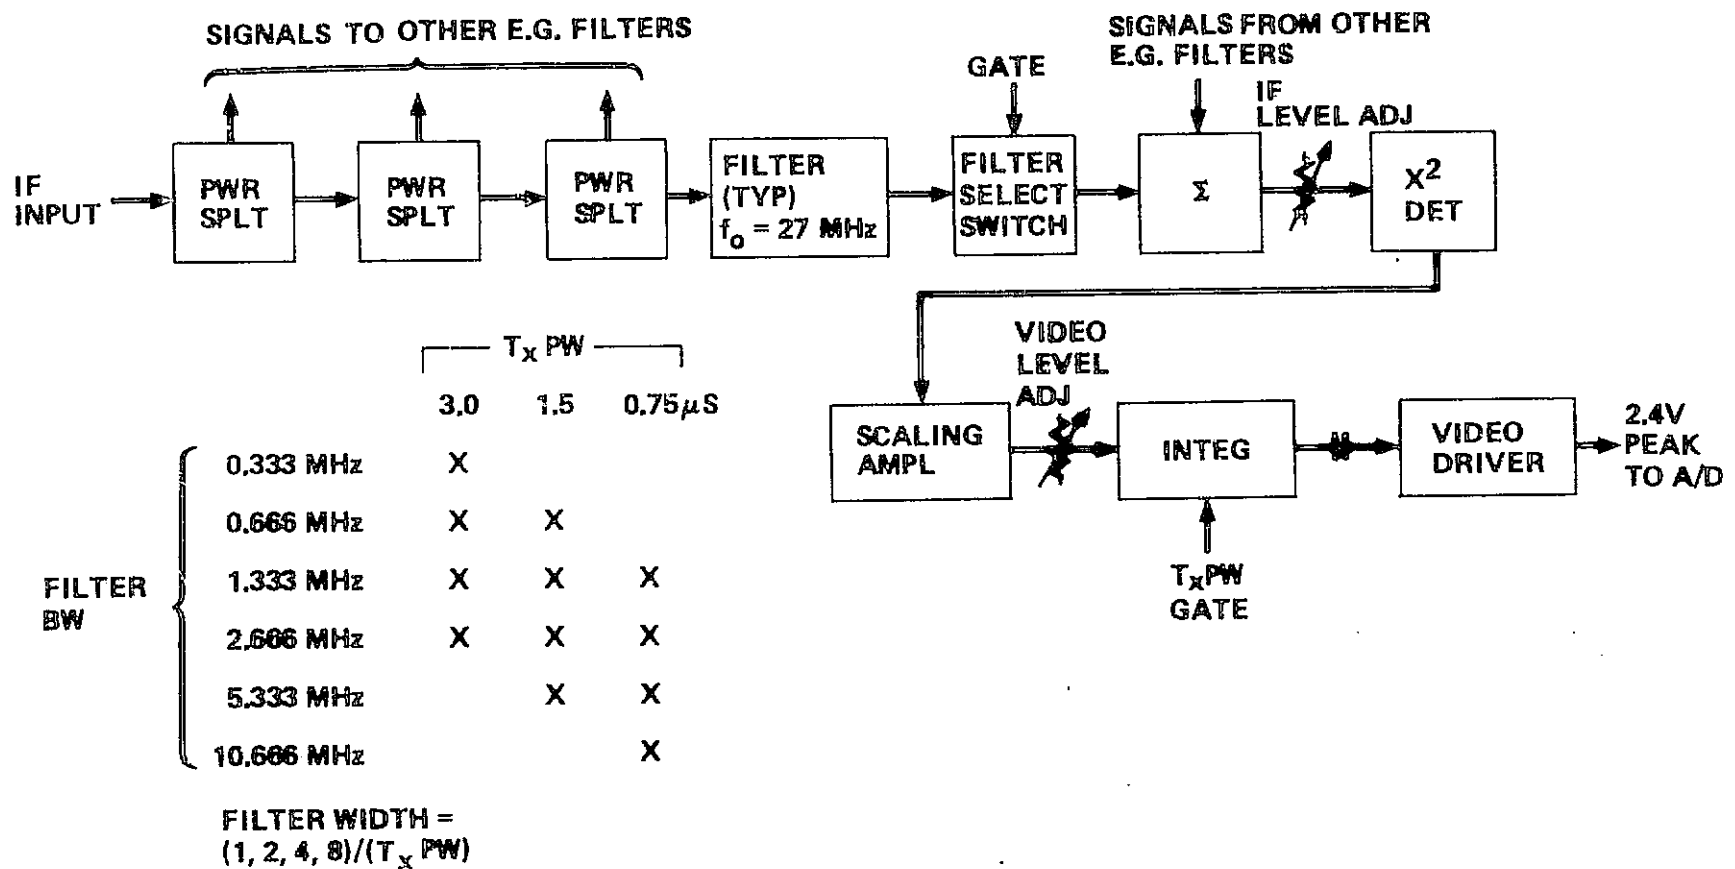 SIGNALS TO OTHER E.G. FILTERS
SIGNALS FROM OTHER
E.G. FILTERS
GATE
IF
LEVEL ADJ
IF
INPUT
PWR
SPLT
PWR
SPLT
PWR
SPLT
FILTER
(TYP)
fo = 27 MHz
FILTER
SELECT
SWITCH
Σ
X²
DET
VIDEO
LEVEL
ADJ
SCALING
AMPL
INTEG
VIDEO
DRIVER
2.4V
PEAK
TO A/D
TxPW
GATE
Tx PW
3.0 1.5 0.75μS
FILTER
BW
0.333 MHz X
0.666 MHz X X
1.333 MHz X X X
2.666 MHz X X X
5.333 MHz X X
10.666 MHz X
FILTER WIDTH =
(1, 2, 4, 8)/(Tx PW)